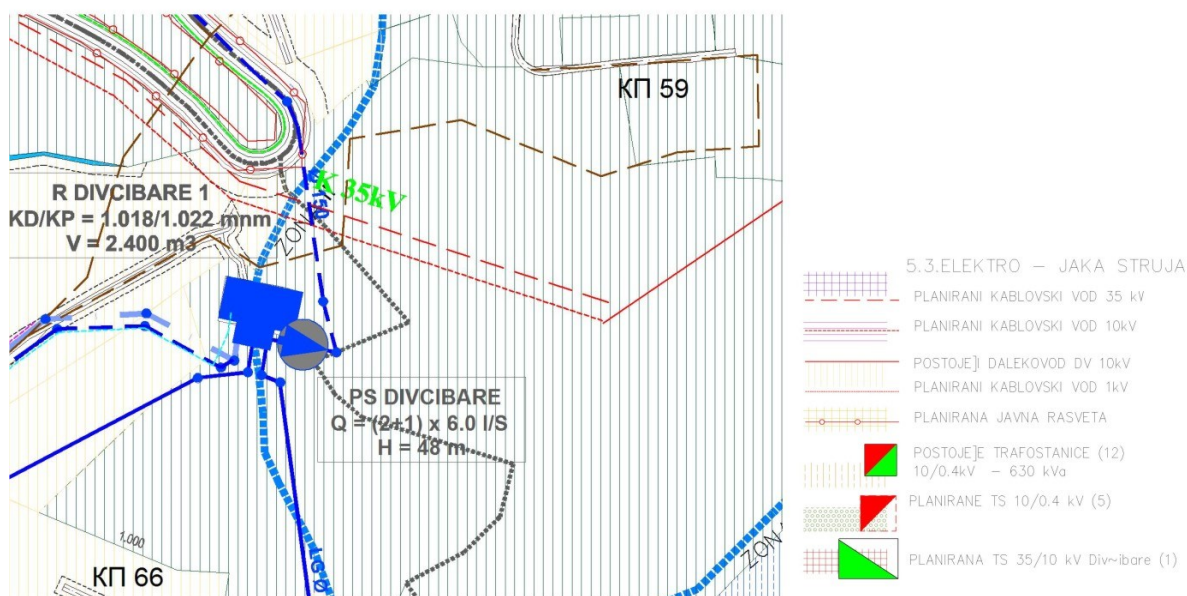 КП 59
K 35kV
R DIVCIBARE 1
KD/KP = 1.018/1.022 mnm
V = 2.400 m3
PS DIVCIBARE
Q = (2+1) x 6.0 l/S
H = 48 m
1.000
КП 66
5.3.ELEKTRO – JAKA STRUJA
PLANIRANI KABLOVSKI VOD 35 kV
PLANIRANI KABLOVSKI VOD 10kV
POSTOJE] DALEKOVOD DV 10kV
PLANIRANI KABLOVSKI VOD 1kV
PLANIRANA JAVNA RASVETA
POSTOJE]E TRAFOSTANICE (12)
10/0.4kV – 630 kVa
PLANIRANE TS 10/0.4 kV (5)
PLANIRANA TS 35/10 kV Div~ibare (1)